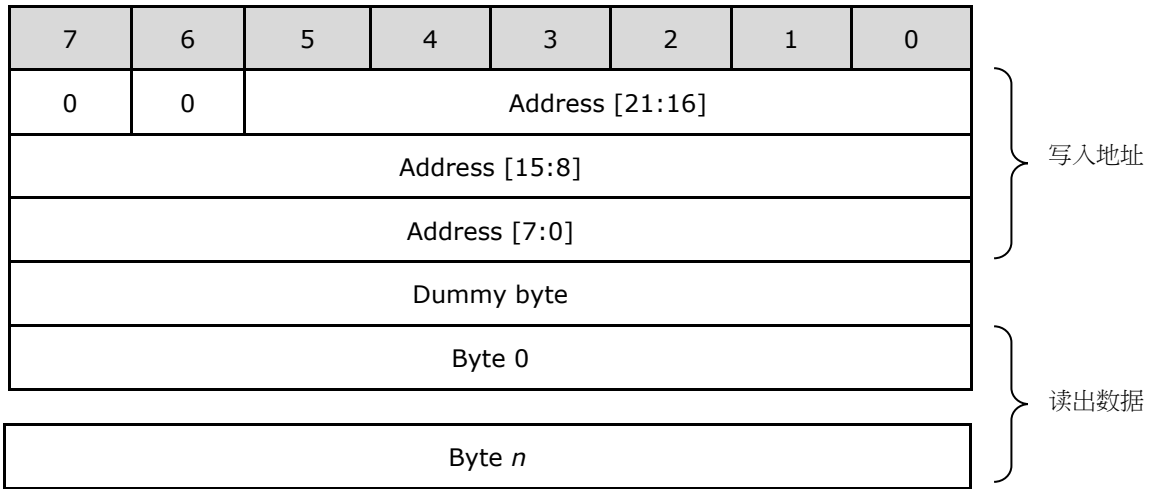 7 6 5 4 3 2 1 0
0 0 Address [21:16]
Address [15:8]
写入地址
Address [7:0]
Dummy byte
Byte 0
读出数据
Byte n